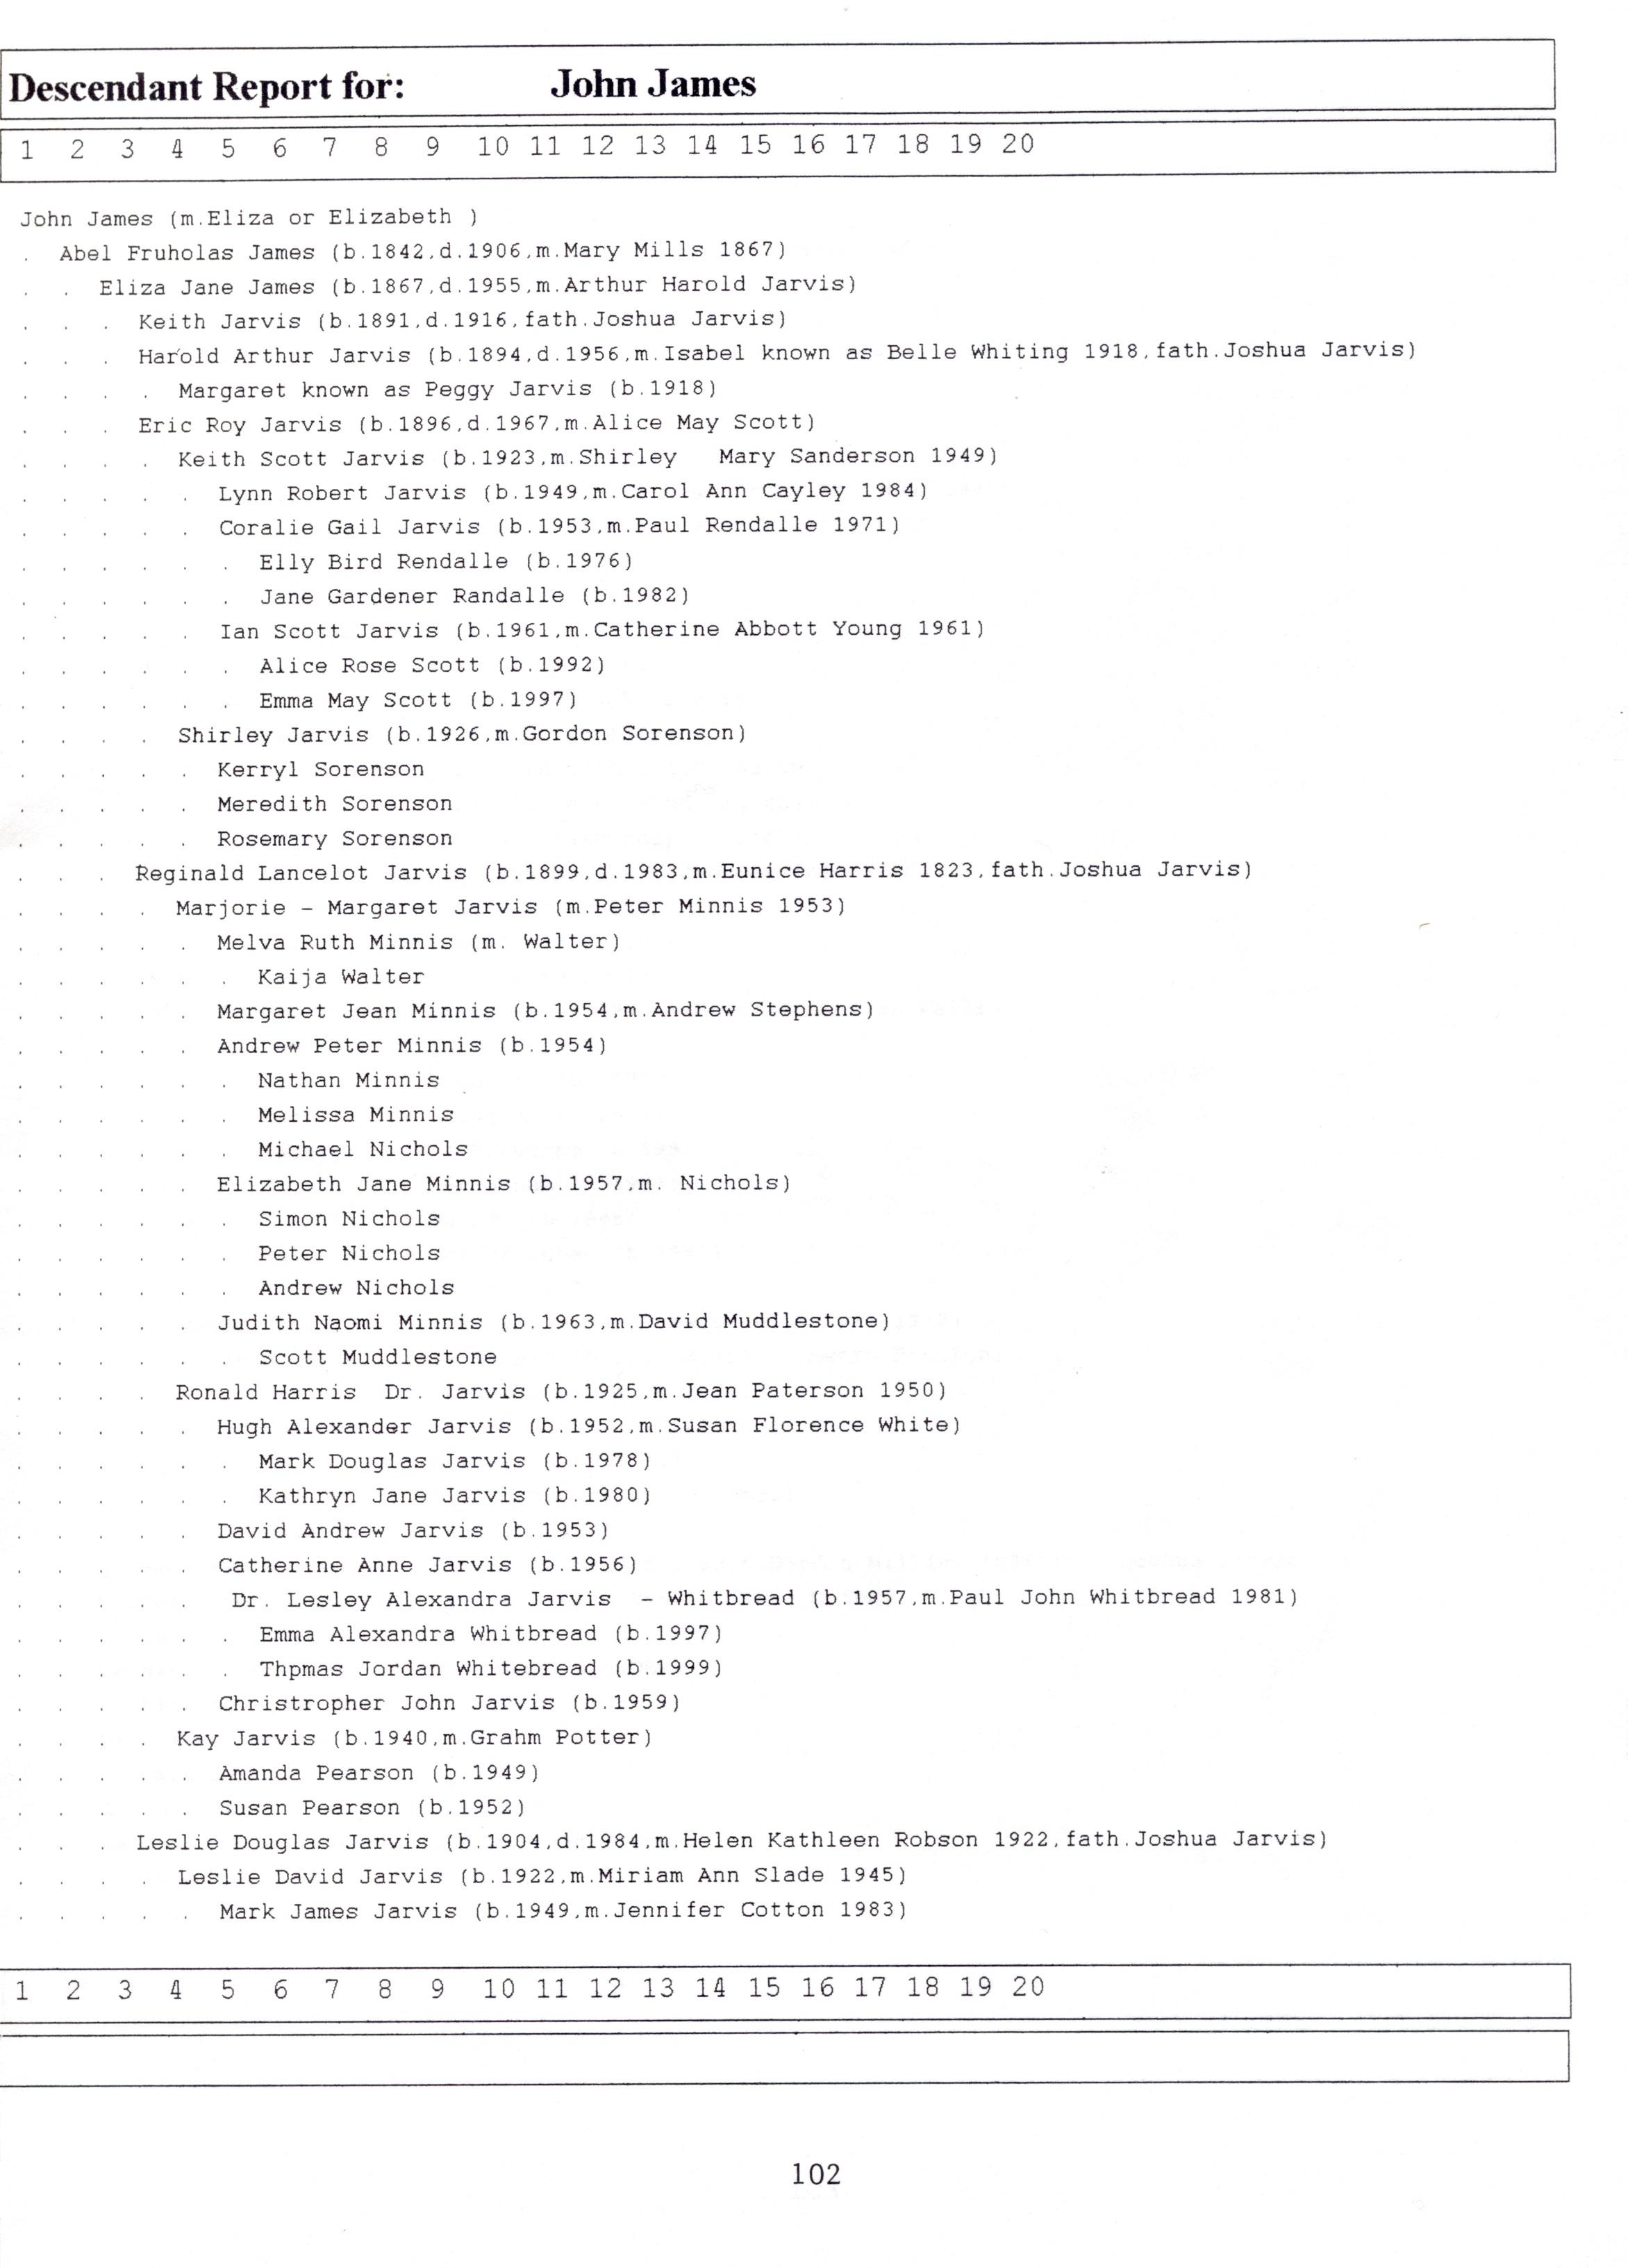 Descendant Report for: John James
1 2 3 4 5 6 7 8 9 10 11 12 13 14 15 16 17 18 19 20
John James (m.Eliza or Elizabeth )
. Abel Fruholas James (b.1842,d.1906,m.Mary Mills 1867)
. . Eliza Jane James (b.1867,d.1955,m.Arthur Harold Jarvis)
. . . Keith Jarvis (b.1891,d.1916,fath.Joshua Jarvis)
. . . Harold Arthur Jarvis (b.1894,d.1956,m.Isabel known as Belle Whiting 1918,fath.Joshua Jarvis)
. . . . Margaret known as Peggy Jarvis (b.1918)
. . . Eric Roy Jarvis (b.1896,d.1967,m.Alice May Scott)
. . . . Keith Scott Jarvis (b.1923,m.Shirley Mary Sanderson 1949)
. . . . . Lynn Robert Jarvis (b.1949,m.Carol Ann Cayley 1984)
. . . . . Coralie Gail Jarvis (b.1953,m.Paul Rendalle 1971)
. . . . . . Elly Bird Rendalle (b.1976)
. . . . . . Jane Gardener Randalle (b.1982)
. . . . . Ian Scott Jarvis (b.1961,m.Catherine Abbott Young 1961)
. . . . . . Alice Rose Scott (b.1992)
. . . . . . Emma May Scott (b.1997)
. . . . Shirley Jarvis (b.1926,m.Gordon Sorenson)
. . . . . Kerryl Sorenson
. . . . . Meredith Sorenson
. . . . . Rosemary Sorenson
. . . Reginald Lancelot Jarvis (b.1899,d.1983,m.Eunice Harris 1823,fath.Joshua Jarvis)
. . . . Marjorie - Margaret Jarvis (m.Peter Minnis 1953)
. . . . . Melva Ruth Minnis (m. Walter)
. . . . . . Kaija Walter
. . . . . Margaret Jean Minnis (b.1954,m.Andrew Stephens)
. . . . . Andrew Peter Minnis (b.1954)
. . . . . . Nathan Minnis
. . . . . . Melissa Minnis
. . . . . . Michael Nichols
. . . . . Elizabeth Jane Minnis (b.1957,m. Nichols)
. . . . . . Simon Nichols
. . . . . . Peter Nichols
. . . . . . Andrew Nichols
. . . . . Judith Naomi Minnis (b.1963,m.David Muddlestone)
. . . . . . Scott Muddlestone
. . . . Ronald Harris Dr. Jarvis (b.1925,m.Jean Paterson 1950)
. . . . . Hugh Alexander Jarvis (b.1952,m.Susan Florence White)
. . . . . . Mark Douglas Jarvis (b.1978)
. . . . . . Kathryn Jane Jarvis (b.1980)
. . . . . David Andrew Jarvis (b.1953)
. . . . . Catherine Anne Jarvis (b.1956)
. . . . . Dr. Lesley Alexandra Jarvis - Whitbread (b.1957,m.Paul John Whitbread 1981)
. . . . . . Emma Alexandra Whitbread (b.1997)
. . . . . . Thpmas Jordan Whitebread (b.1999)
. . . . . Christropher John Jarvis (b.1959)
. . . . Kay Jarvis (b.1940,m.Grahm Potter)
. . . . . Amanda Pearson (b.1949)
. . . . . Susan Pearson (b.1952)
. . . Leslie Douglas Jarvis (b.1904,d.1984,m.Helen Kathleen Robson 1922,fath.Joshua Jarvis)
. . . . Leslie David Jarvis (b.1922,m.Miriam Ann Slade 1945)
. . . . . Mark James Jarvis (b.1949,m.Jennifer Cotton 1983)
1 2 3 4 5 6 7 8 9 10 11 12 13 14 15 16 17 18 19 20
102